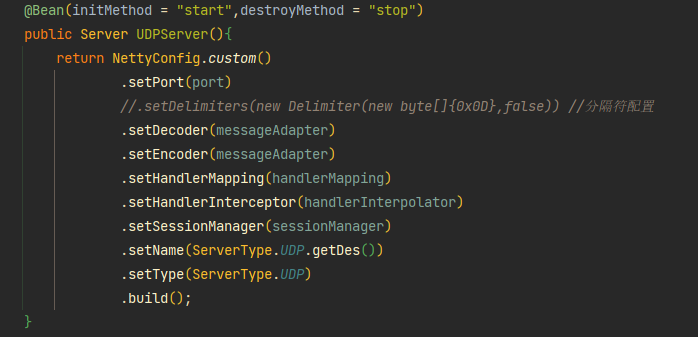 @Bean(initMethod = "start",destroyMethod = "stop")
public Server UDPServer(){
return NettyConfig.custom()
.setPort(port)
//.setDelimiters(new Delimiter(new byte[]{0x0D},false)) //分隔符配置
.setDecoder(messageAdapter)
.setEncoder(messageAdapter)
.setHandlerMapping(handlerMapping)
.setHandlerInterceptor(handlerInterpolator)
.setSessionManager(sessionManager)
.setName(ServerType.UDP.getDes())
.setType(ServerType.UDP)
.build();
}